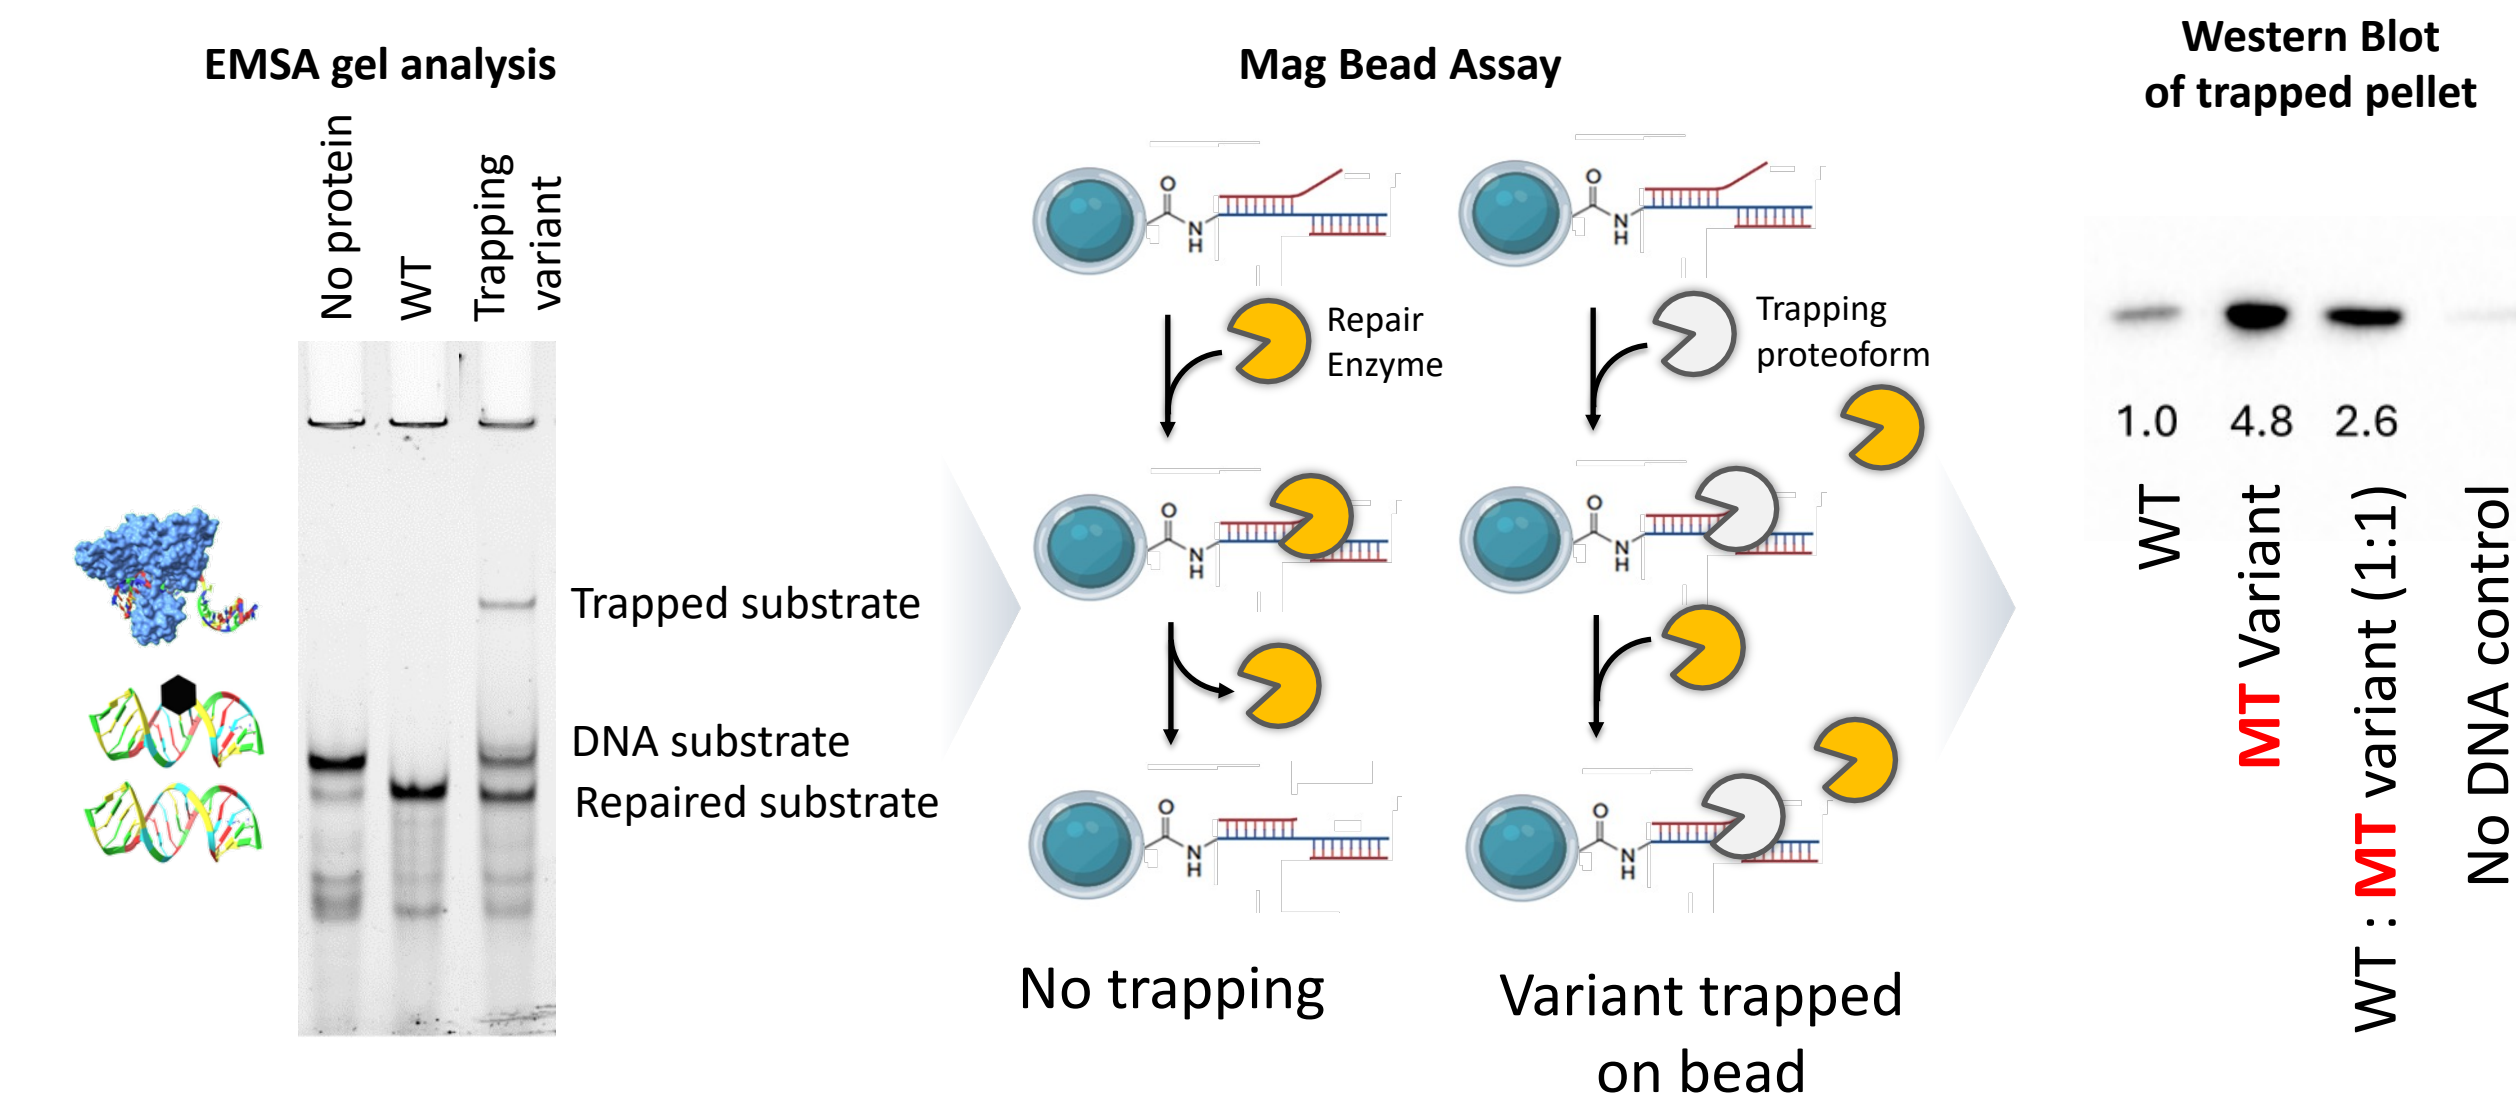 EMSA gel analysis
No protein
WT
Trapping
variant
Trapped substrate
DNA substrate
Repaired substrate
Mag Bead Assay
O
N
H
Repair
Enzyme
O
N
H
O
N
H
No trapping
O
N
H
Trapping
proteoform
O
N
H
O
N
H
Variant trapped
on bead
Western Blot
of trapped pellet
1.0 4.8 2.6
WT
MT Variant
WT : MT variant (1:1)
No DNA control